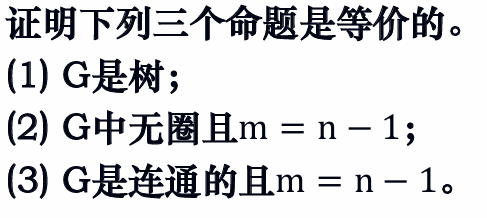 证明下列三个命题是等价的。
(1) G是树；
(2) G中无圈且m = n − 1；
(3) G是连通的且m = n − 1。